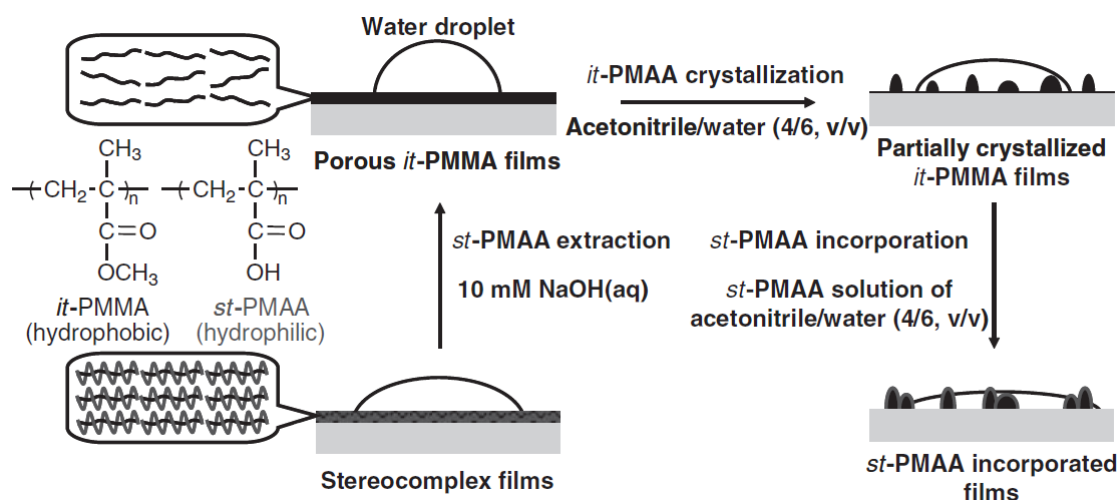 Water droplet
it-PMAA crystallization
Acetonitrile/water (4/6, v/v)
Porous it-PMMA films
Partially crystallized
it-PMMA films
CH3
CH3
CH2
C
n
CH2
C
n
C=O
C=O
OCH3
OH
it-PMMA
(hydrophobic)
st-PMAA
(hydrophilic)
st-PMAA extraction
10 mM NaOH(aq)
st-PMAA incorporation
st-PMAA solution of
acetonitrile/water (4/6, v/v)
Stereocomplex films
st-PMAA incorporated
films